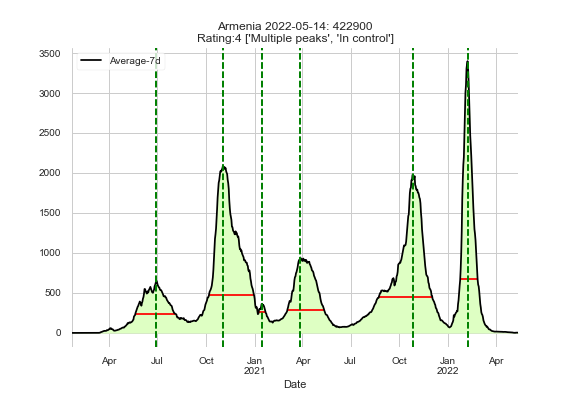 Armenia 2022-05-14: 422900
Rating:4 ['Multiple peaks', 'In control']
Average-7d
3500
3000
2500
2000
1500
1000
500
0
Apr Jul Oct Jan Apr Jul Oct Jan Apr
2021 2022
Date